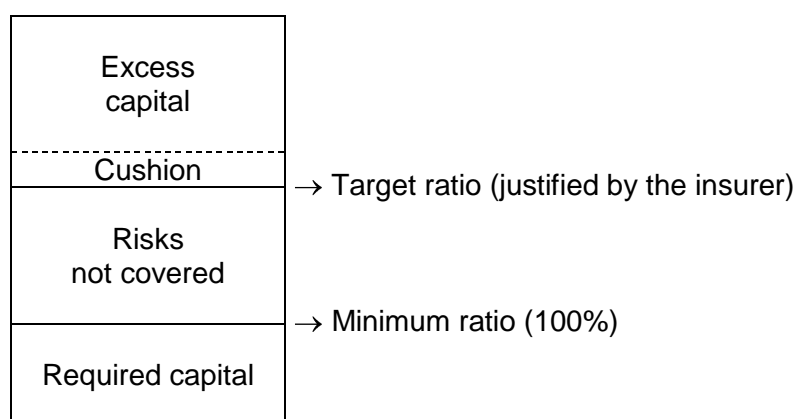 Excess
capital
Cushion
→ Target ratio (justified by the insurer)
Risks
not covered
→ Minimum ratio (100%)
Required capital